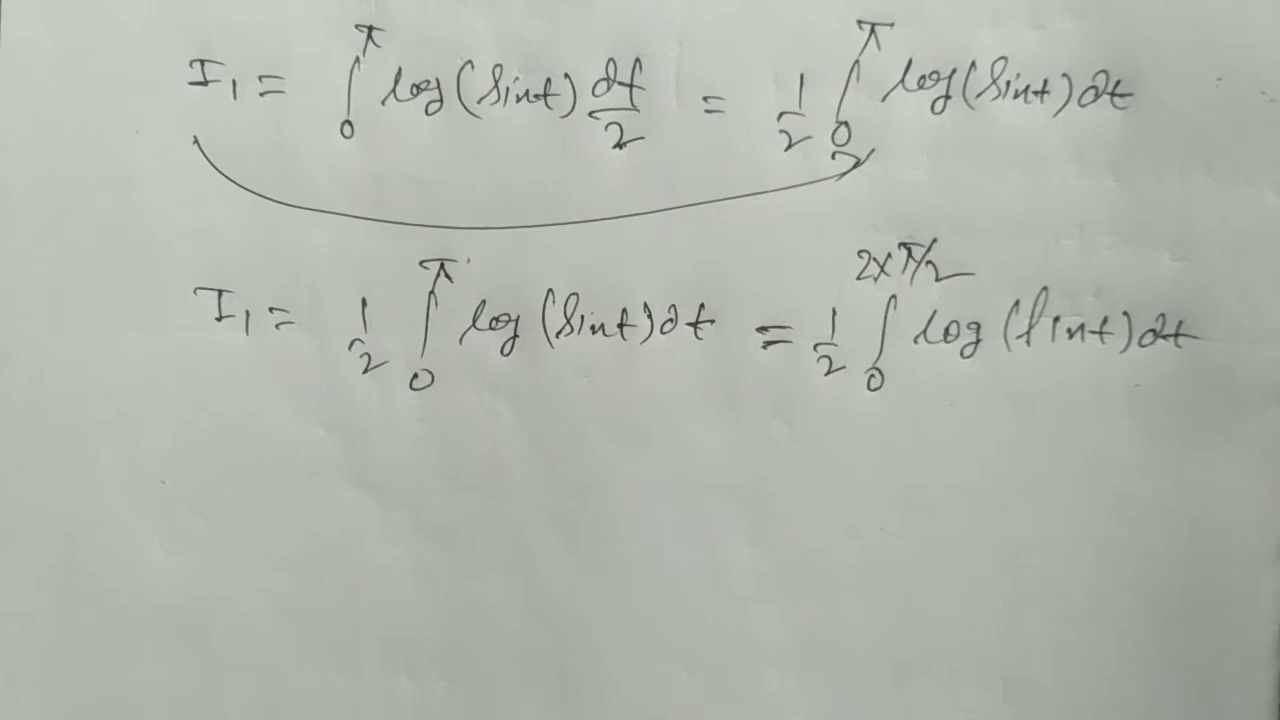 I₁ = ∫₀^π log(sint) dt/2 = 1/2 ∫₀^π log(sint)dt
I₁ = 1/2 ∫₀^π log(sint)dt = 1/2 ∫₀^(2×π/2) log(sint)dt